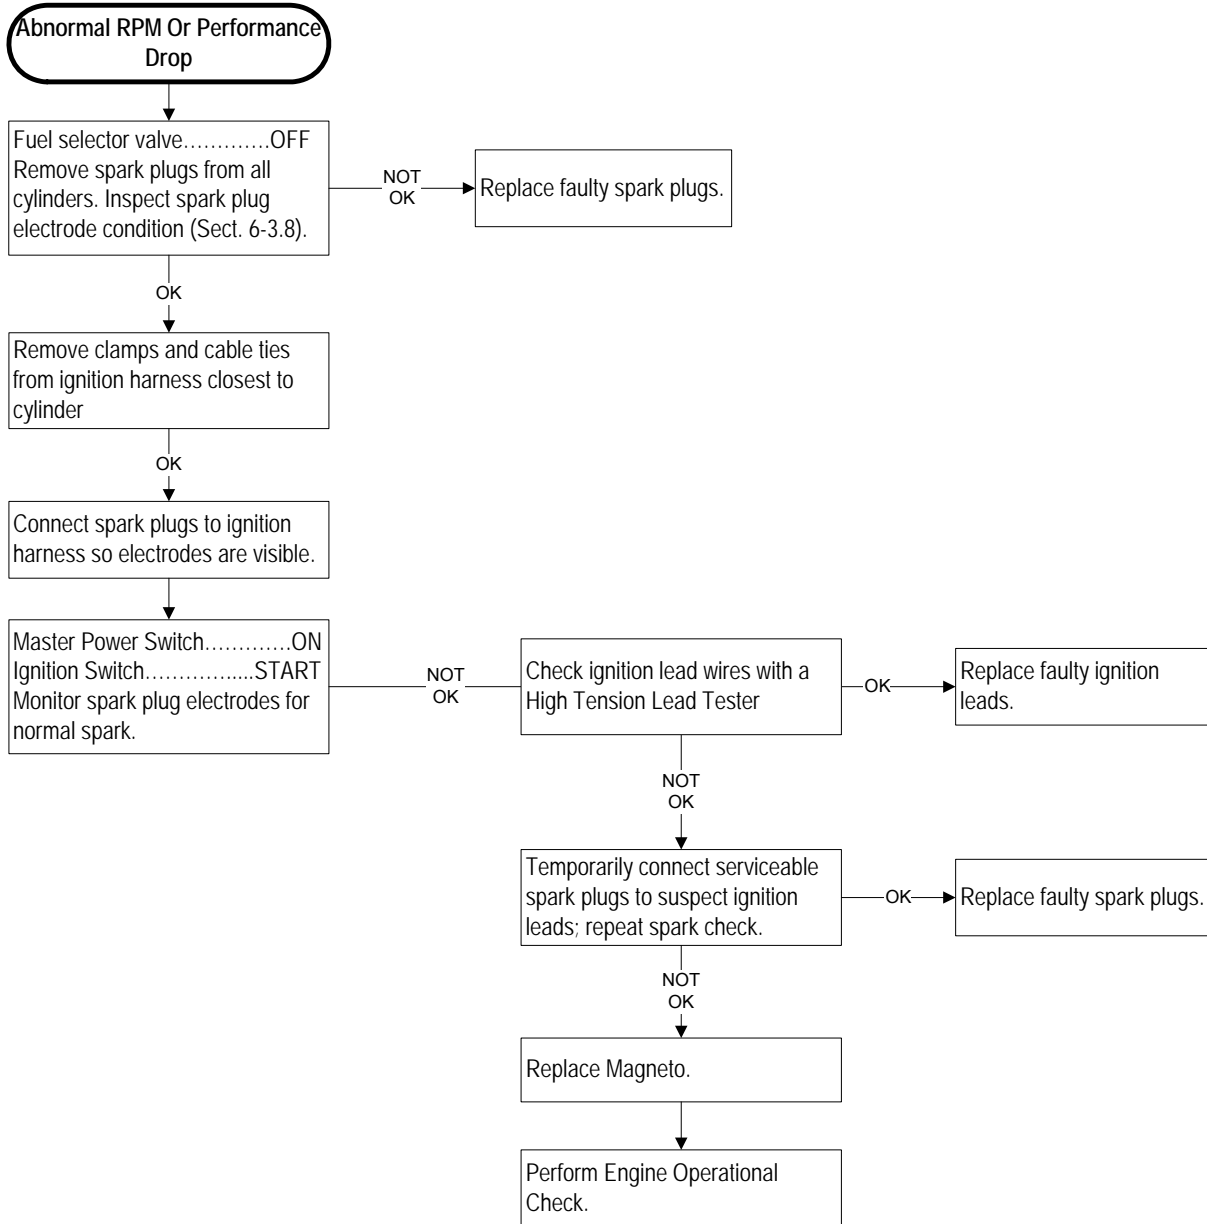 Abnormal RPM Or Performance
Drop
Fuel selector valve.............OFF
Remove spark plugs from all
cylinders. Inspect spark plug
electrode condition (Sect. 6-3.8).
NOT
OK
Replace faulty spark plugs.
OK
Remove clamps and cable ties
from ignition harness closest to
cylinder
OK
Connect spark plugs to ignition
harness so electrodes are visible.
Master Power Switch.............ON
Ignition Switch.................START
Monitor spark plug electrodes for
normal spark.
NOT
OK
Check ignition lead wires with a
High Tension Lead Tester
OK
Replace faulty ignition
leads.
NOT
OK
Temporarily connect serviceable
spark plugs to suspect ignition
leads; repeat spark check.
OK
Replace faulty spark plugs.
NOT
OK
Replace Magneto.
Perform Engine Operational
Check.